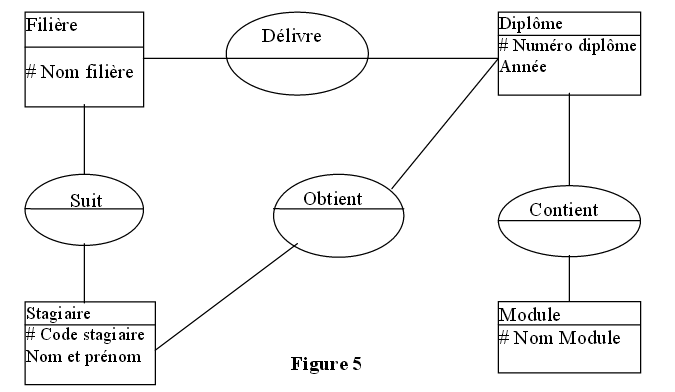 Filière
# Nom filière
Délivre
Diplôme
# Numéro diplôme
Année
Suit
Obtient
Contient
Stagiaire
# Code stagiaire
Nom et prénom
Module
# Nom Module
Figure 5